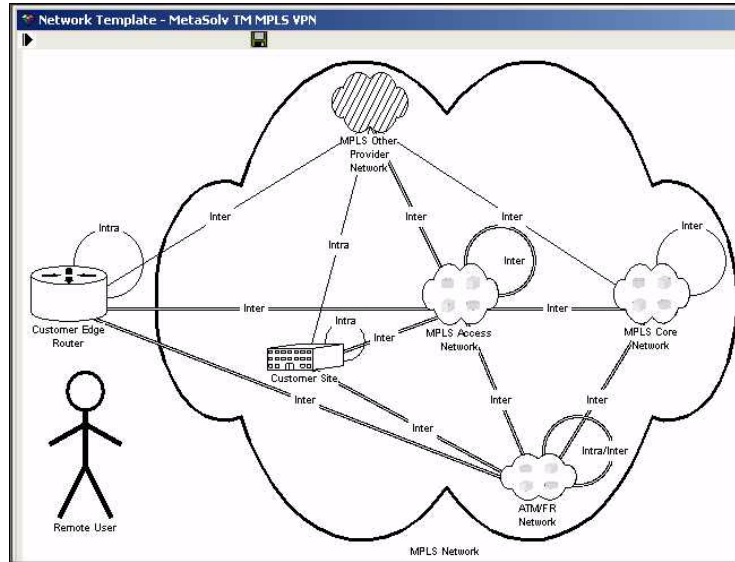 Network Template - MetaSolv TM MPLS VPN
MPLS Other
Provider
Network
Inter
Inter
Inter
Intra
Intra
Inter
Inter
Customer Edge
Router
Inter
MPLS Access
Network
Inter
MPLS Core
Network
Intra
Inter
Customer Site
Inter
Inter
Inter
Inter
Intra/Inter
ATM/FR
Network
Remote User
MPLS Network